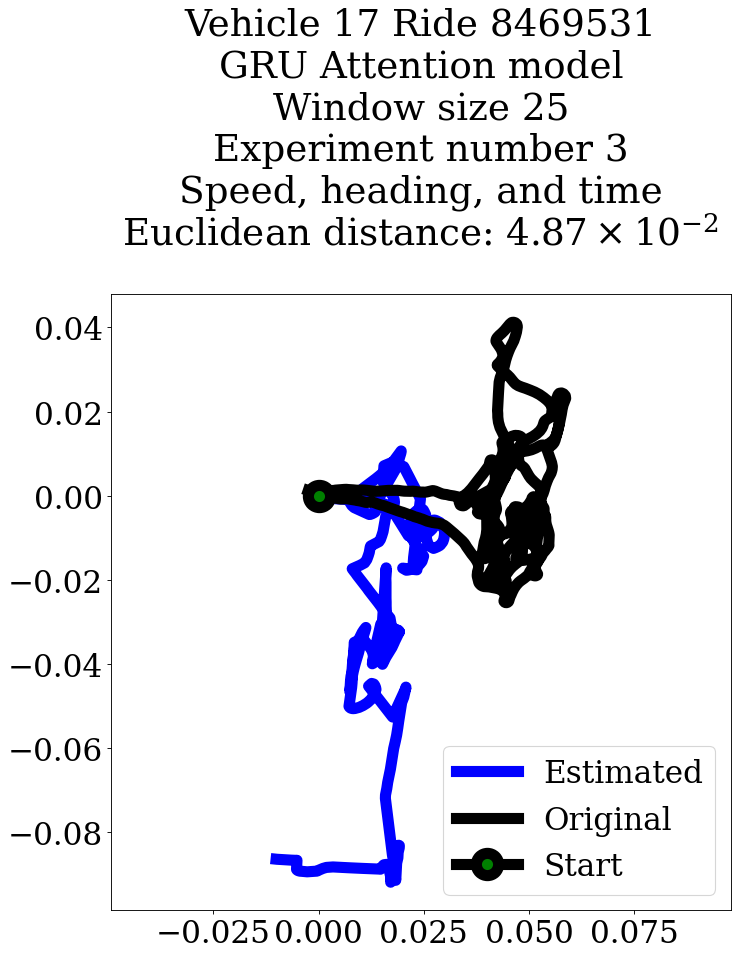 Vehicle 17 Ride 8469531
GRU Attention model
Window size 25
Experiment number 3
Speed, heading, and time
Euclidean distance: 4.87 × 10⁻²
0.04
0.02
0.00
−0.02
−0.04
−0.06
−0.08
Estimated
Original
Start
−0.025 0.000 0.025 0.050 0.075